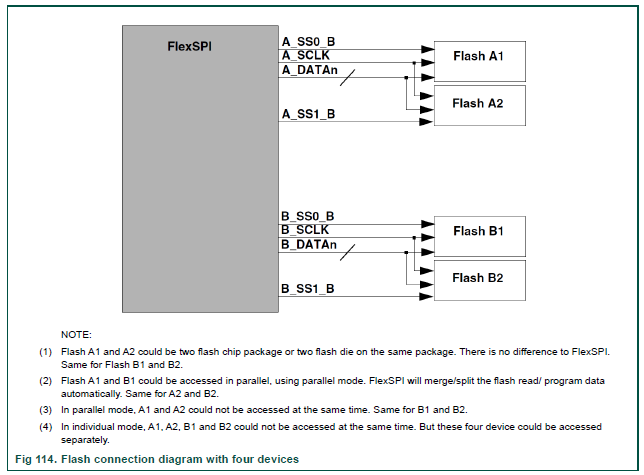 FlexSPI
A_SS0_B
A_SCLK
A_DATAn
A_SS1_B
Flash A1
Flash A2
B_SS0_B
B_SCLK
B_DATAn
B_SS1_B
Flash B1
Flash B2
NOTE:
(1) Flash A1 and A2 could be two flash chip package or two flash die on the same package. There is no difference to FlexSPI.
Same for Flash B1 and B2.
(2) Flash A1 and B1 could be accessed in parallel, using parallel mode. FlexSPI will merge/split the flash read/ program data
automatically. Same for A2 and B2.
(3) In parallel mode, A1 and A2 could not be accessed at the same time. Same for B1 and B2.
(4) In individual mode, A1, A2, B1 and B2 could not be accessed at the same time. But these four device could be accessed
separately.
Fig 114. Flash connection diagram with four devices